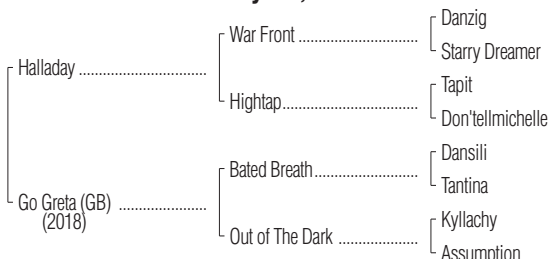 Danzig
War Front ................................
Starry Dreamer
Halladay .................................
Tapit
Hightap....................................
Don'tellmichelle
Dansili
Bated Breath...........................
Tantina
Go Greta (GB) .......................
(2018)
Kyllachy
Out of The Dark .....................
Assumption